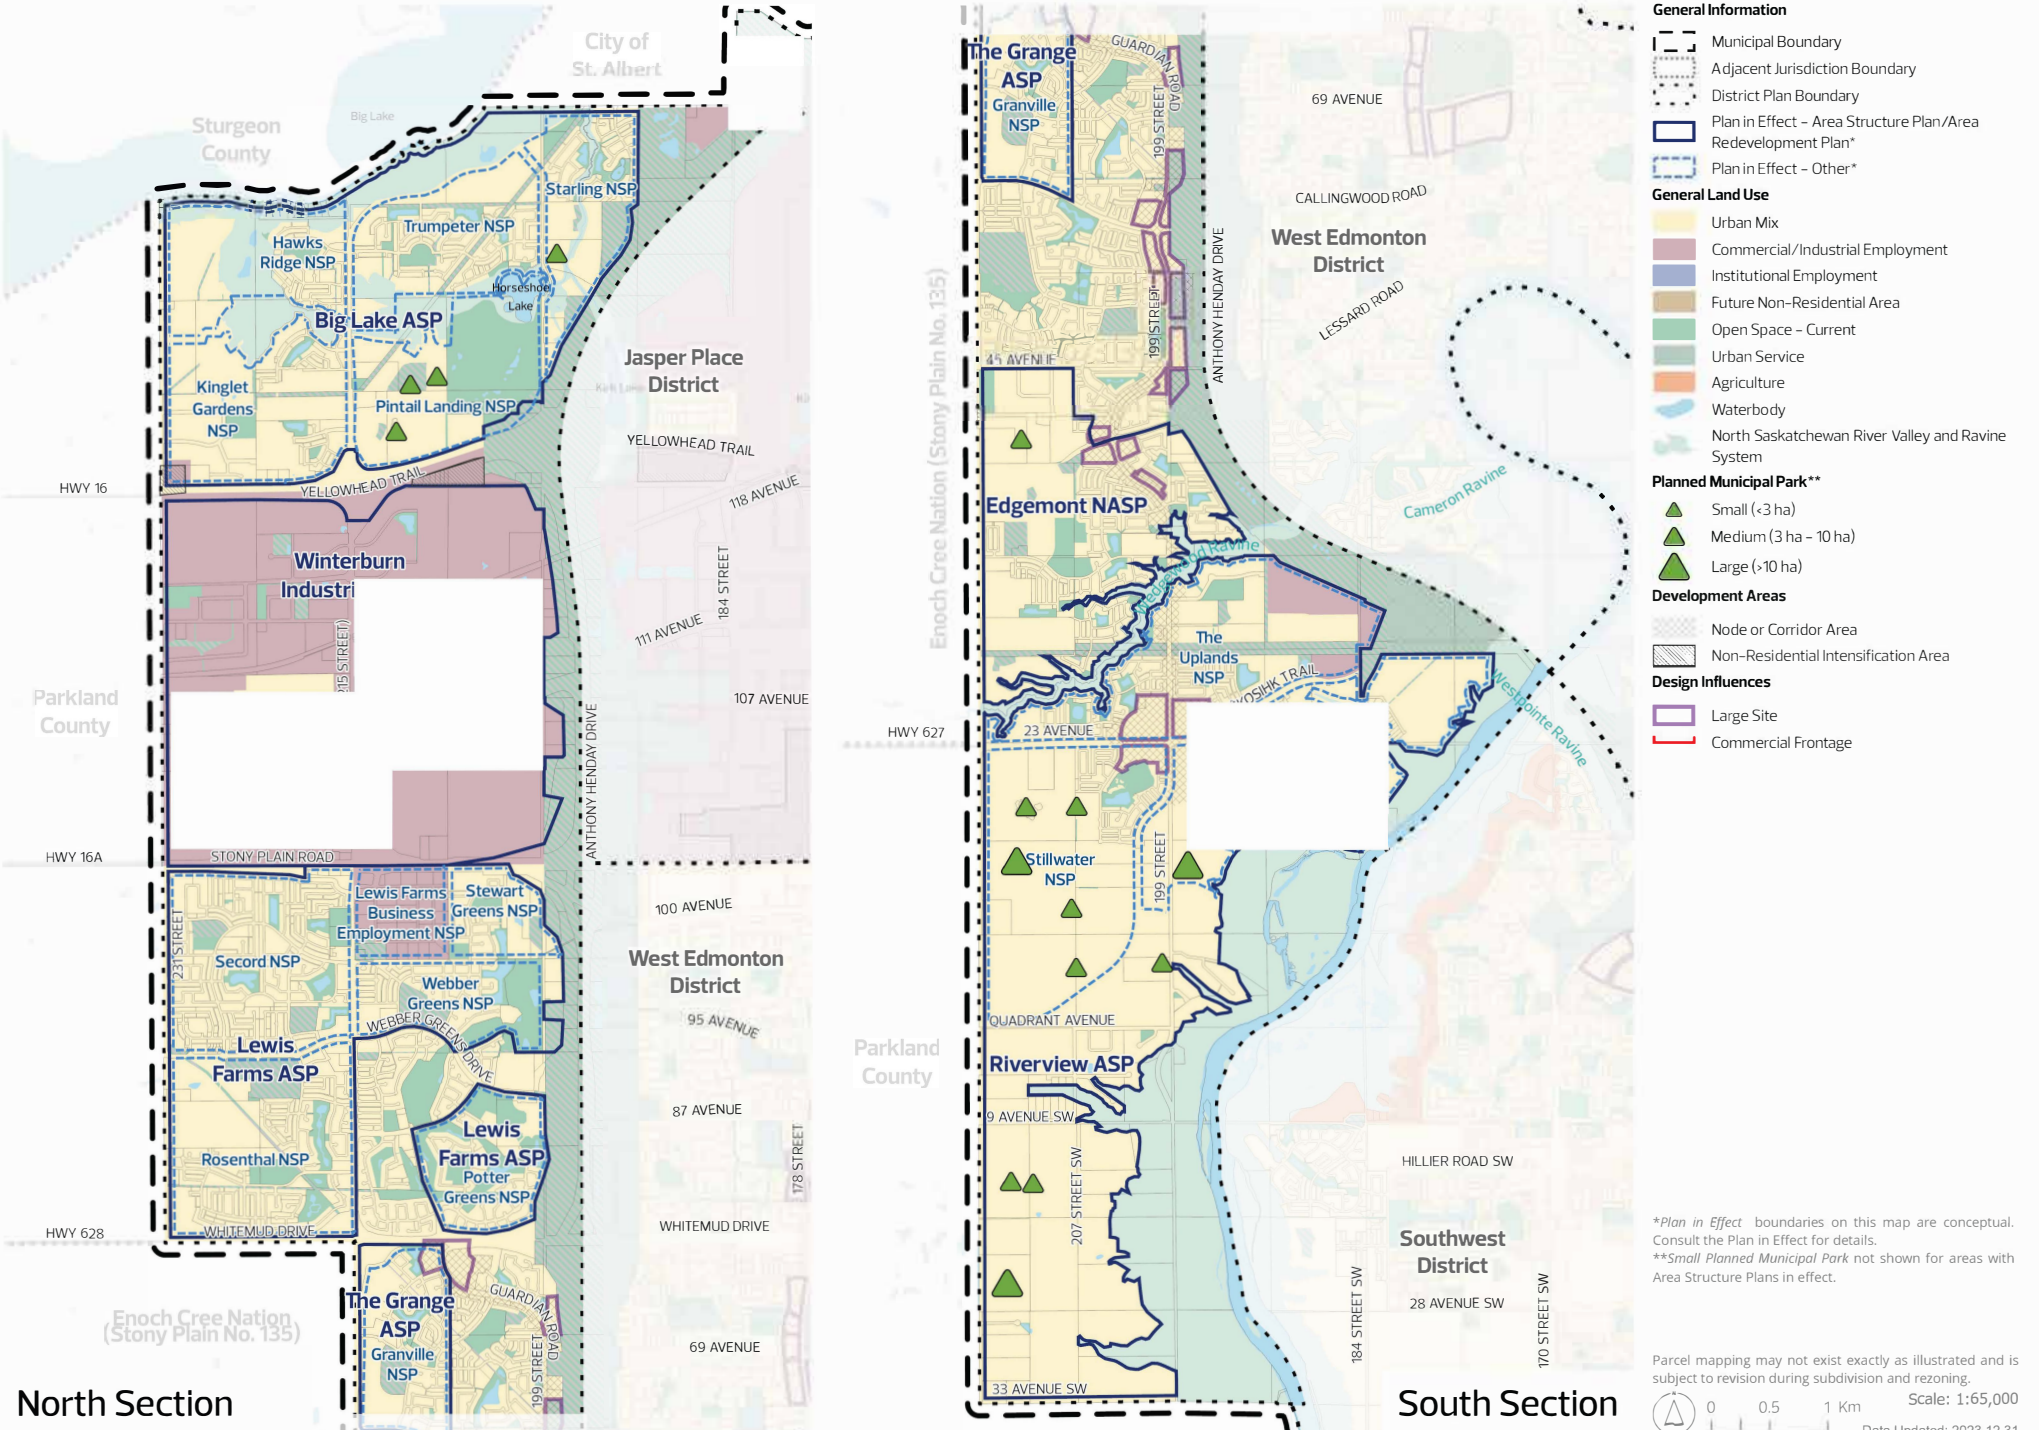 City of
St. Albert
Big Lake
Sturgeon
County
Starling NSP
Trumpeter NSP
Hawks
Ridge NSP
Horseshoe
Lake
Big Lake ASP
Jasper Place
District
Kinglet
Gardens
NSP
Pintail Landing NSP
YELLOWHEAD TRAIL
HWY 16
YELLOWHEAD TRAIL
118 AVENUE
Winterburn
Industri
184 STREET
111 AVENUE
215 STREET)
Parkland
County
107 AVENUE
ANTHONY HENDAY DRIVE
HWY 16A
STONY PLAIN ROAD
Lewis Farms
Business
Employment NSP
Stewart
Greens NSP
100 AVENUE
231 STREET
Secord NSP
West Edmonton
District
Webber
Greens NSP
95 AVENUE
WEBBER GREENS DRIVE
Lewis
Farms ASP
87 AVENUE
Lewis
Farms ASP
Potter
Greens NSP
Rosenthal NSP
178 STREET
HWY 628
WHITEMUD DRIVE
WHITEMUD DRIVE
Enoch Cree Nation
(Stony Plain No. 135)
The Grange
ASP
Granville
NSP
GUARDIAN ROAD
199 STREET
69 AVENUE
North Section
The Grange
ASP
Granville
NSP
GUARDIAN ROAD
199 STREET
69 AVENUE
CALLINGWOOD ROAD
West Edmonton
District
ANTHONY HENDAY DRIVE
LESSARD ROAD
199 STREET
Enoch Cree Nation (Stony Plain No. 135)
45 AVENUE
Edgemont NASP
Cameron Ravine
Wedgewood Ravine
The
Uplands
NSP
Westpointe Ravine
HWY 627
23 AVENUE
Stillwater
NSP
199 STREET
QUADRANT AVENUE
Parkland
County
Riverview ASP
9 AVENUE SW
207 STREET SW
HILLIER ROAD SW
Southwest
District
184 STREET SW
28 AVENUE SW
170 STREET SW
33 AVENUE SW
South Section
General Information
Municipal Boundary
Adjacent Jurisdiction Boundary
District Plan Boundary
Plan in Effect – Area Structure Plan/Area
Redevelopment Plan*
Plan in Effect – Other*
General Land Use
Urban Mix
Commercial/Industrial Employment
Institutional Employment
Future Non-Residential Area
Open Space – Current
Urban Service
Agriculture
Waterbody
North Saskatchewan River Valley and Ravine
System
Planned Municipal Park**
Small (<3 ha)
Medium (3 ha - 10 ha)
Large (>10 ha)
Development Areas
Node or Corridor Area
Non-Residential Intensification Area
Design Influences
Large Site
Commercial Frontage
*Plan in Effect boundaries on this map are conceptual.
Consult the Plan in Effect for details.
**Small Planned Municipal Park not shown for areas with
Area Structure Plans in effect.
Parcel mapping may not exist exactly as illustrated and is
subject to revision during subdivision and rezoning.
Scale: 1:65,000
0 0.5 1 Km
Date Updated: 2023-12-31